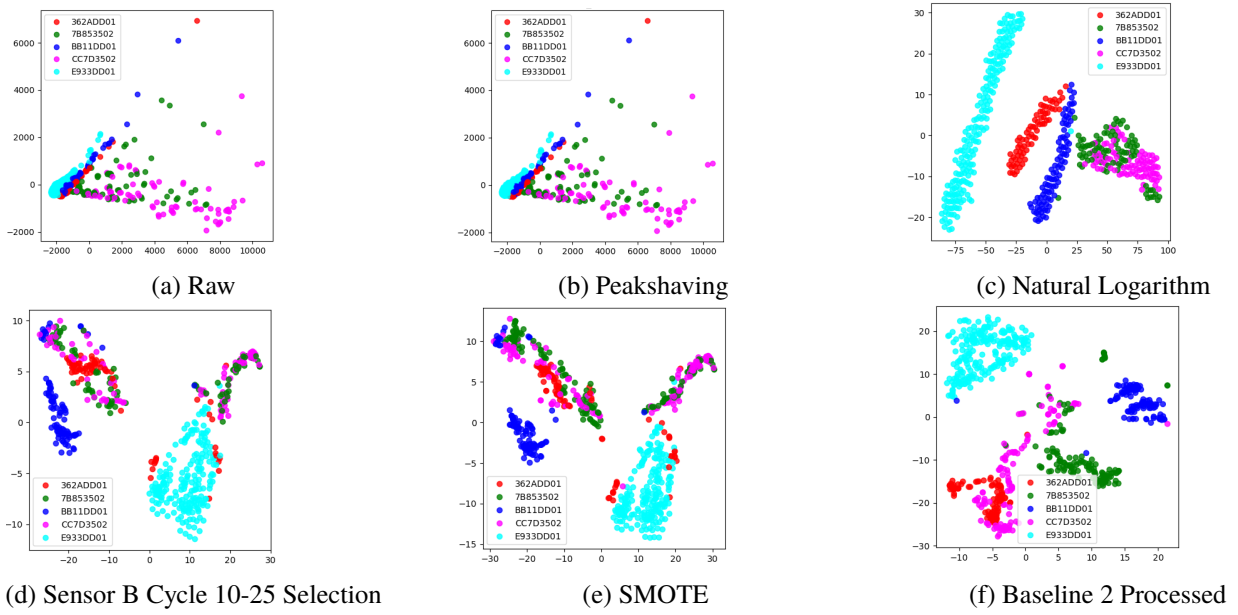 362ADD01
7B853502
BB11DD01
CC7D3502
E933DD01
6000
4000
2000
0
−2000
−2000 0 2000 4000 6000 8000 10000
(a) Raw
362ADD01
7B853502
BB11DD01
CC7D3502
E933DD01
6000
4000
2000
0
−2000
−2000 0 2000 4000 6000 8000 10000
(b) Peakshaving
362ADD01
7B853502
BB11DD01
CC7D3502
E933DD01
30
20
10
0
−10
−20
−75 −50 −25 0 25 50 75 100
(c) Natural Logarithm
10
5
0
−5
−10
362ADD01
7B853502
BB11DD01
CC7D3502
E933DD01
−20 −10 0 10 20 30
(d) Sensor B Cycle 10-25 Selection
10
5
0
−5
−10
−15
362ADD01
7B853502
BB11DD01
CC7D3502
E933DD01
−30 −20 −10 0 10 20 30
(e) SMOTE
20
10
0
−10
−20
−30
362ADD01
7B853502
BB11DD01
CC7D3502
E933DD01
−10 −5 0 5 10 15 20
(f) Baseline 2 Processed